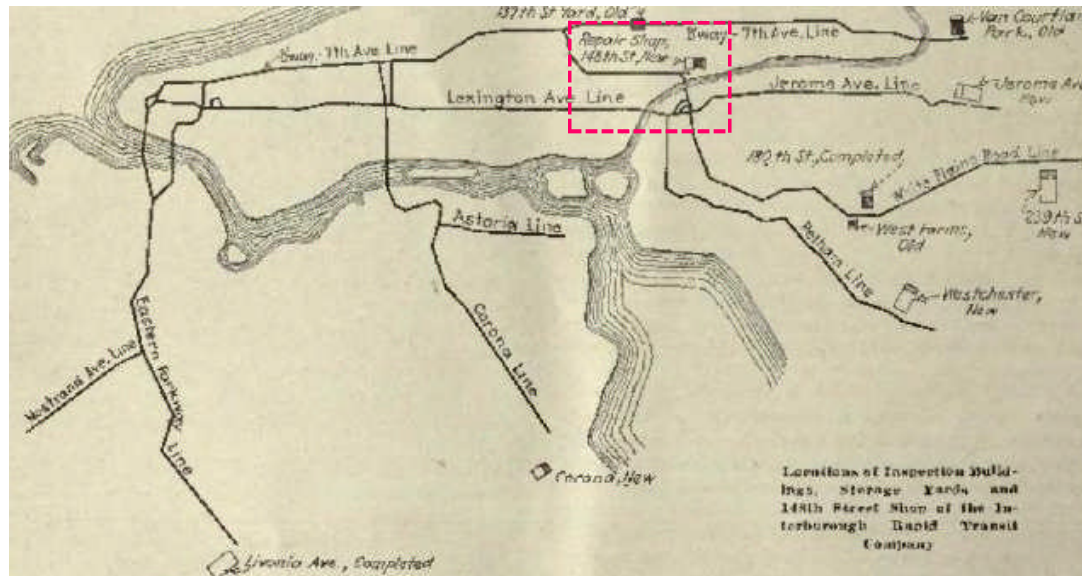 137th St Yard, Old
Van Courtlan
Park, Old
Repair Shop,
148th St, New
B'way-7th Ave. Line
B'way-7th Ave. Line
Lexington Ave. Line
Jerome Ave. Line
Jerome Av
New
180th St., Completed
White Plains Road Line
239th S
New
Astoria Line
West Farms,
Old
Pelham Line
Westchester,
New
Eastern Parkway
Line
Corona Line
Nostrand Ave. Line
Corona, New
Livonia Ave., Completed
Locations of Inspection Build-
ings, Storage Yards and
148th Street Shop of the In-
terborough Rapid Transit
Company